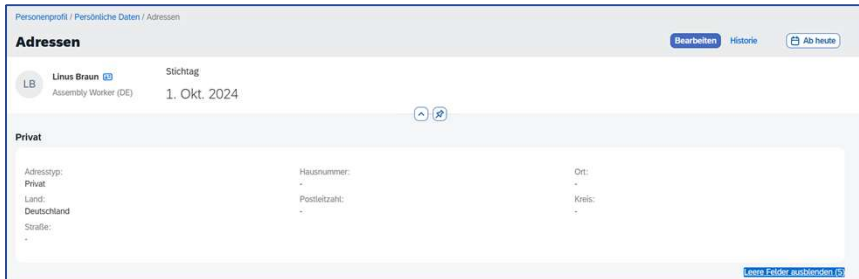 Personenprofil / Persönliche Daten / Adressen
Adressen
Bearbeiten Historie Ab heute
LB
Linus Braun
Assembly Worker (DE)
Stichtag
1. Okt. 2024
Privat
Adresstyp: Hausnummer: Ort:
Privat - -
Land: Postleitzahl: Kreis:
Deutschland - -
Straße:
-
Leere Felder ausblenden (5)